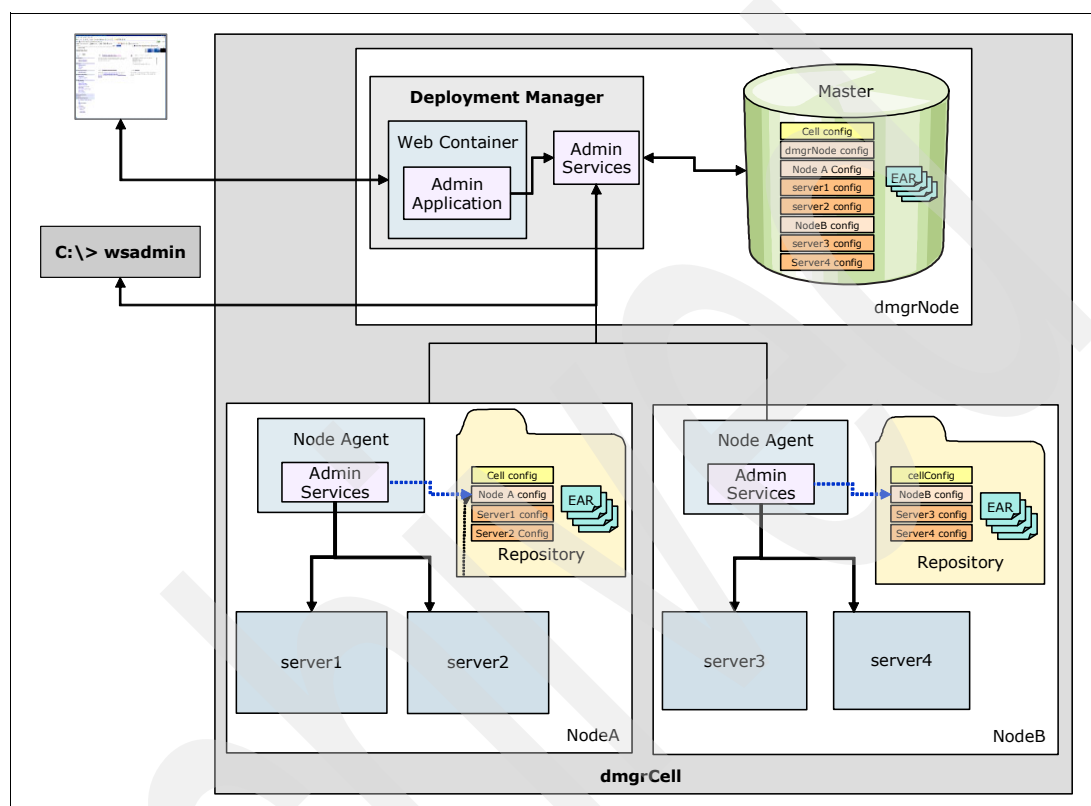 Deployment Manager
Web Container
Admin
Application
Admin
Services
Master
Cell config
dmgrNode config
Node A Config
server1 config
server2 config
NodeB config
server3 config
Server4 config
EAR
dmgrNode
C:\> wsadmin
Node Agent
Admin
Services
Cell config
Node A config
Server1 config
Server2 Config
EAR
Repository
server1
server2
NodeA
Node Agent
Admin
Services
cellConfig
NodeB config
Server3 config
Server4 config
EAR
Repository
server3
server4
NodeB
dmgrCell